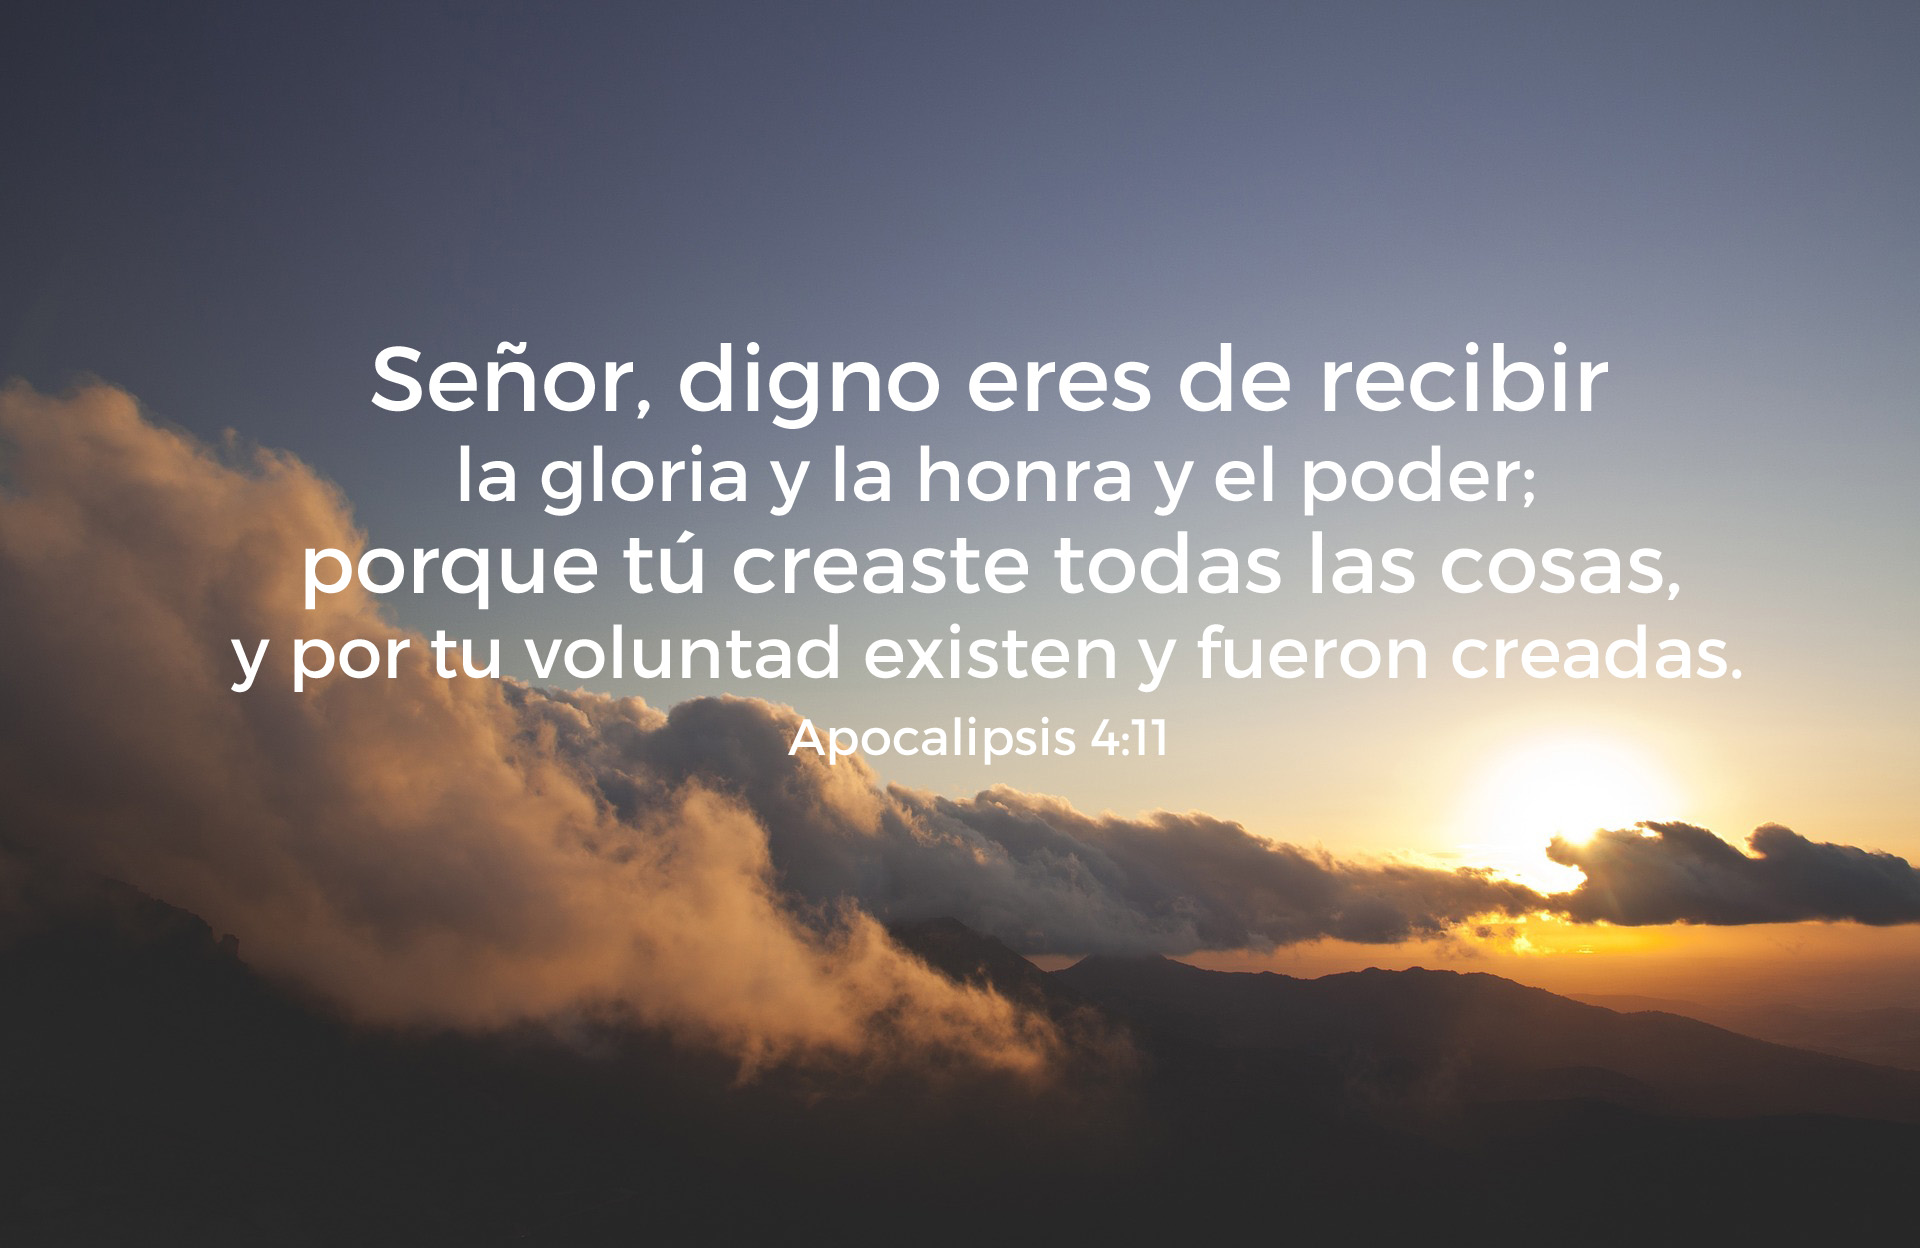 Señor, digno eres de recibir
la gloria y la honra y el poder;
porque tú creaste todas las cosas,
y por tu voluntad existen y fueron creadas.
Apocalipsis 4:11